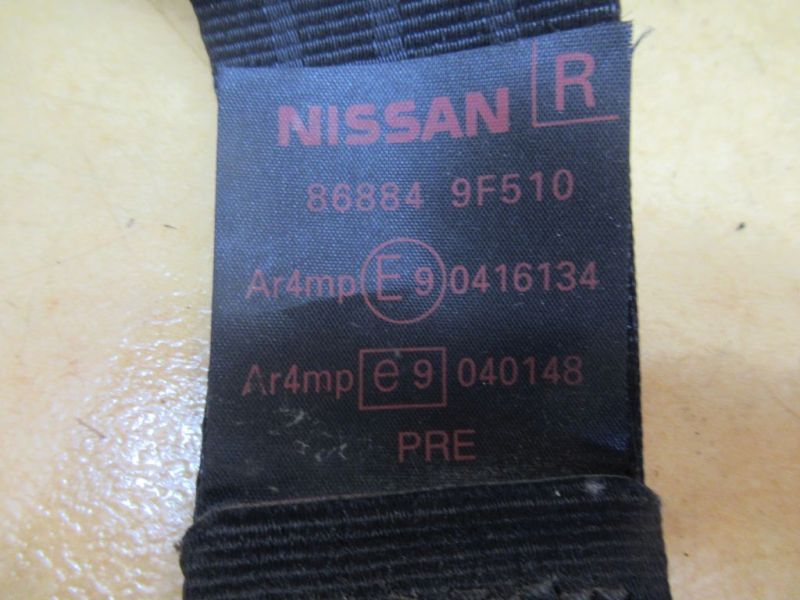 R
NISSAN
86884 9F510
Ar4mp E 9 0416134
Ar4mp e 9 040148
PRE